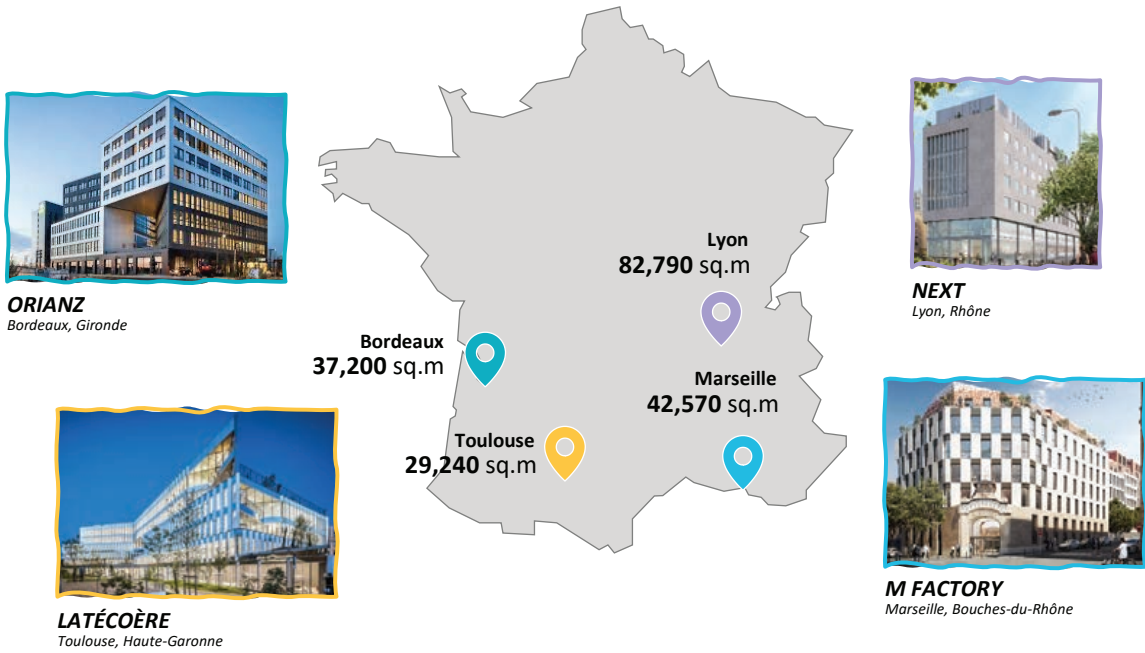 ORIANZ
Bordeaux, Gironde
LATÉCOÈRE
Toulouse, Haute-Garonne
Lyon
82,790 sq.m
Bordeaux
37,200 sq.m
Marseille
42,570 sq.m
Toulouse
29,240 sq.m
NEXT
Lyon, Rhône
M FACTORY
Marseille, Bouches-du-Rhône